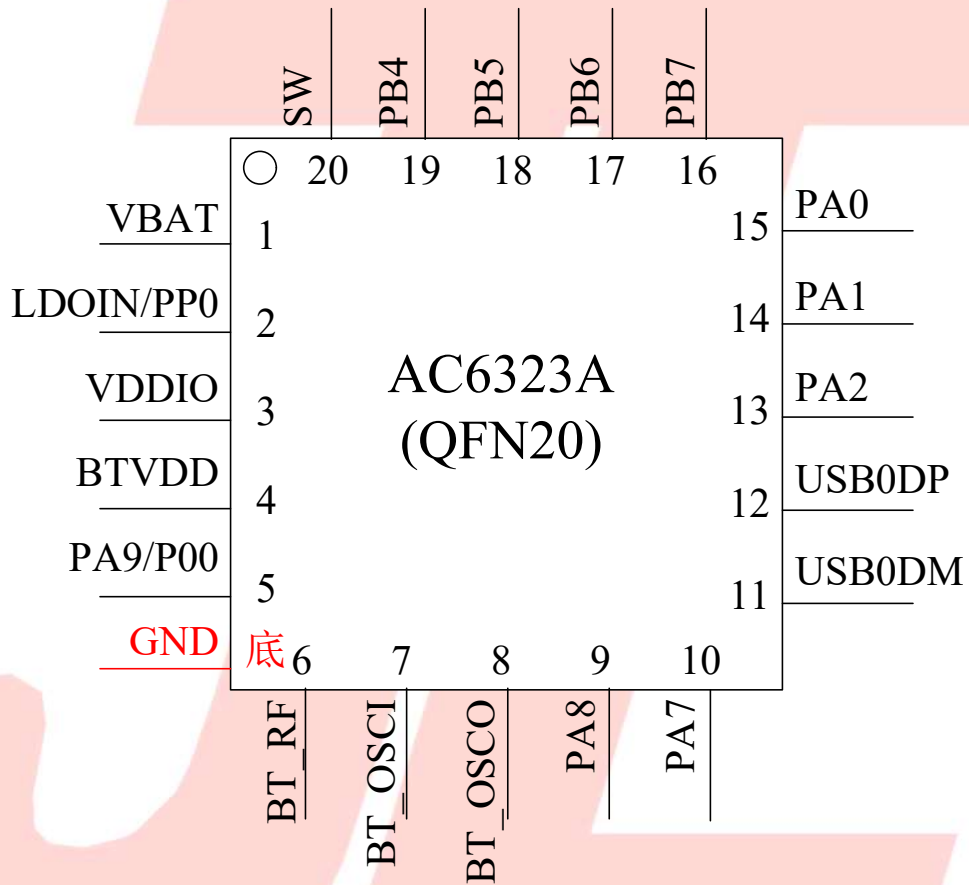 SW
PB4
PB5
PB6
PB7
20
19
18
17
16
VBAT
1
15
PA0
LDOIN/PP0
2
14
PA1
AC6323A
(QFN20)
VDDIO
3
13
PA2
BTVDD
4
12
USB0DP
PA9/P00
5
11
USB0DM
GND
底
6
7
8
9
10
BT_RF
BT_OSCI
BT_OSCO
PA8
PA7